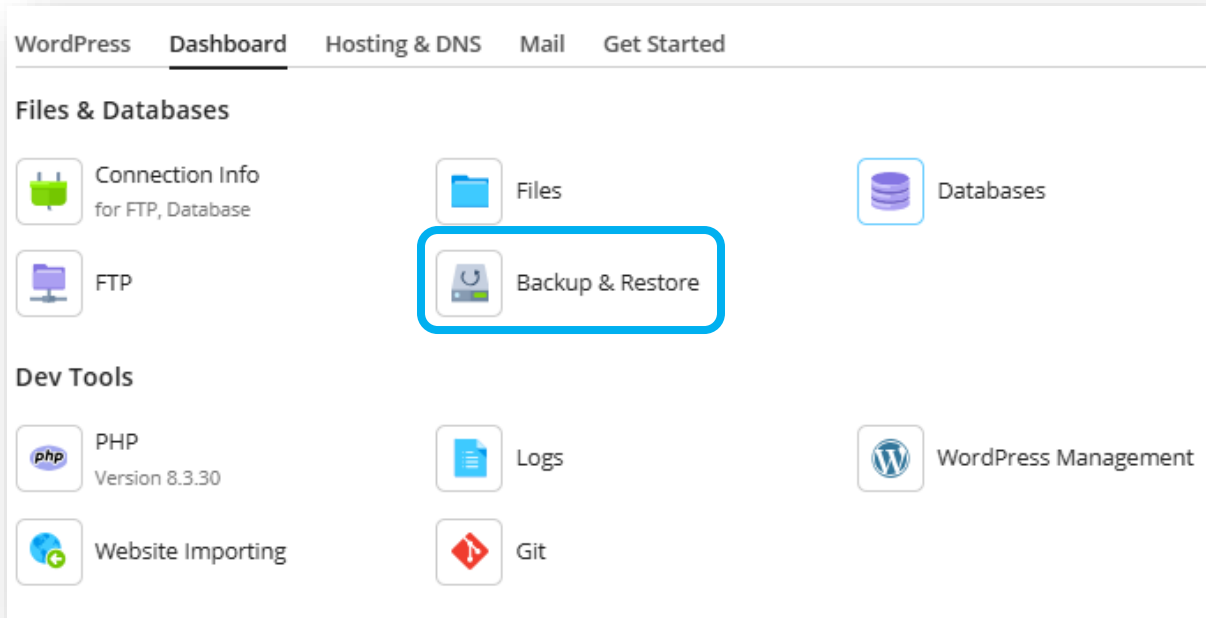 WordPress Dashboard Hosting & DNS Mail Get Started
Files & Databases
Connection Info
for FTP, Database
Files
Databases
FTP
Backup & Restore
Dev Tools
php
PHP
Version 8.3.30
Logs
WordPress Management
Website Importing
Git